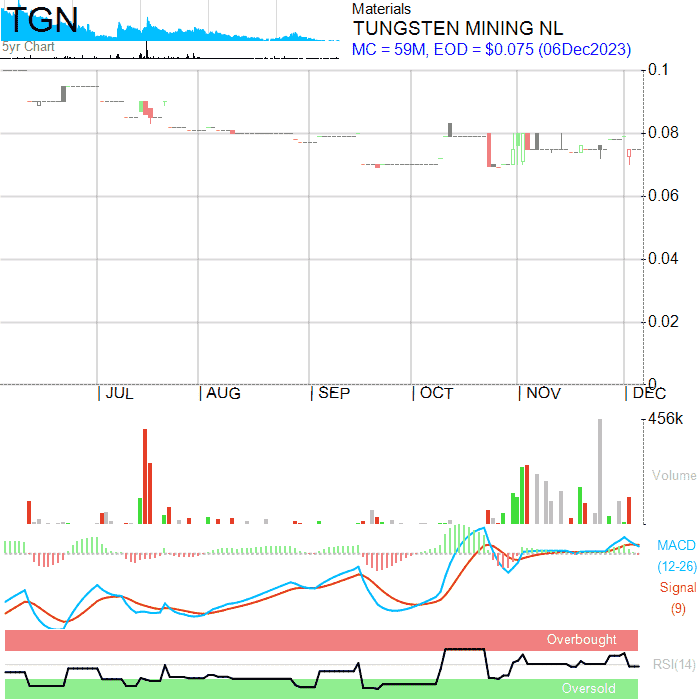 TGN
5yr Chart
Materials
TUNGSTEN MINING NL
MC = 59M, EOD = $0.075 (06Dec2023)
0.1
0.08
0.06
0.04
0.02
0
JUL
AUG
SEP
OCT
NOV
DEC
456k
Volume
MACD
(12-26)
Signal
(9)
Overbought
RSI(14)
Oversold